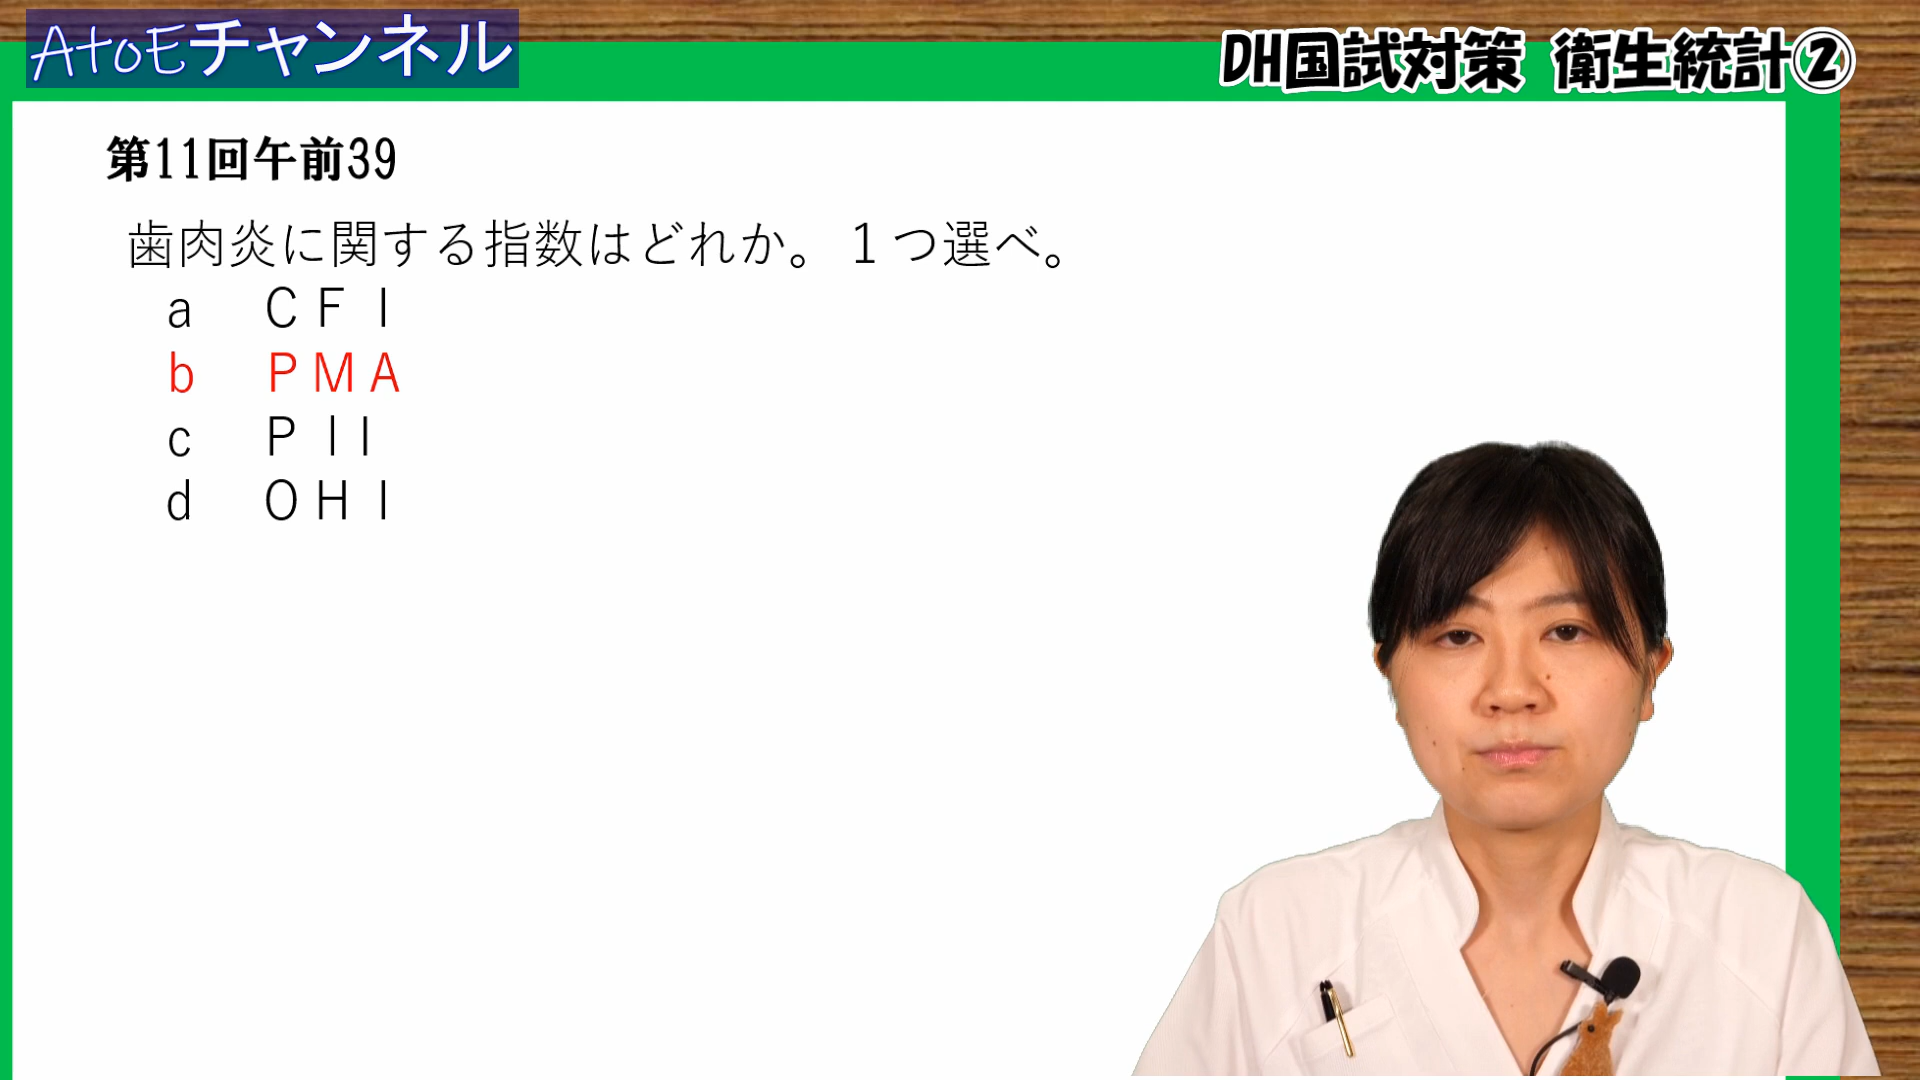 AtoEチャンネル
DH国試対策 衛生統計②
第11回午前39
歯肉炎に関する指数はどれか。１つ選べ。
a ＣＦＩ
b ＰＭＡ
c ＰlＩ
d ＯＨＩ